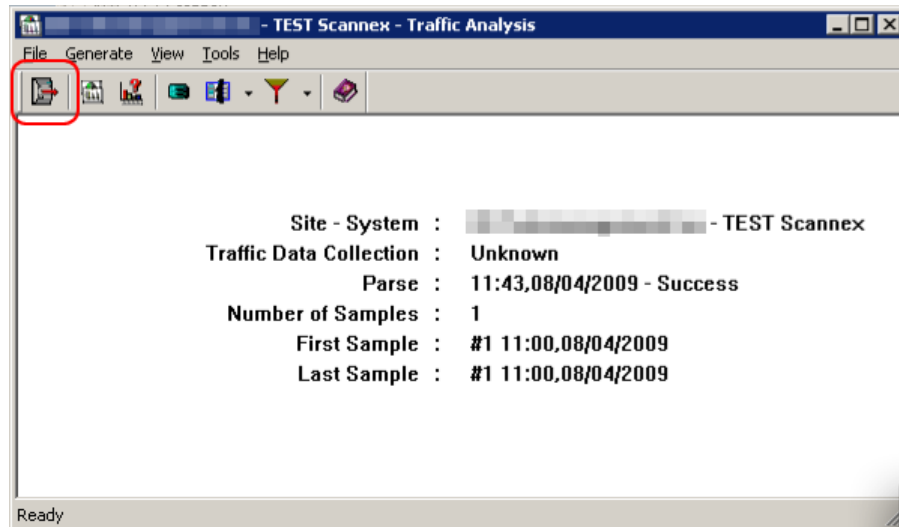 - TEST Scannex - Traffic Analysis
File Generate View Tools Help
Site - System : - TEST Scannex
Traffic Data Collection : Unknown
Parse : 11:43,08/04/2009 - Success
Number of Samples : 1
First Sample : #1 11:00,08/04/2009
Last Sample : #1 11:00,08/04/2009
Ready